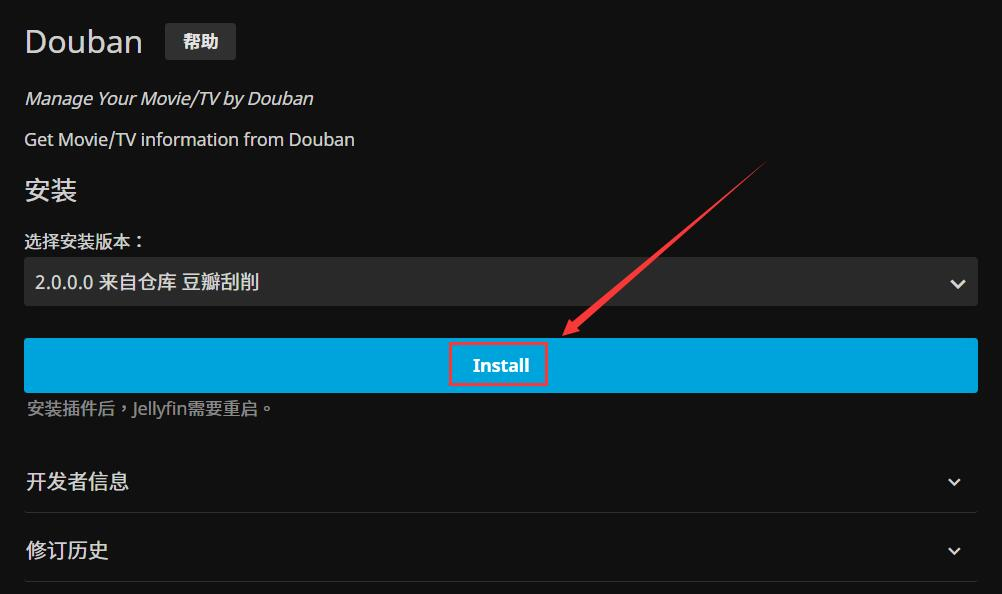 Douban 帮助
Manage Your Movie/TV by Douban
Get Movie/TV information from Douban
安装
选择安装版本：
2.0.0.0 来自仓库 豆瓣刮削
Install
安装插件后，Jellyfin需要重启。
开发者信息
修订历史